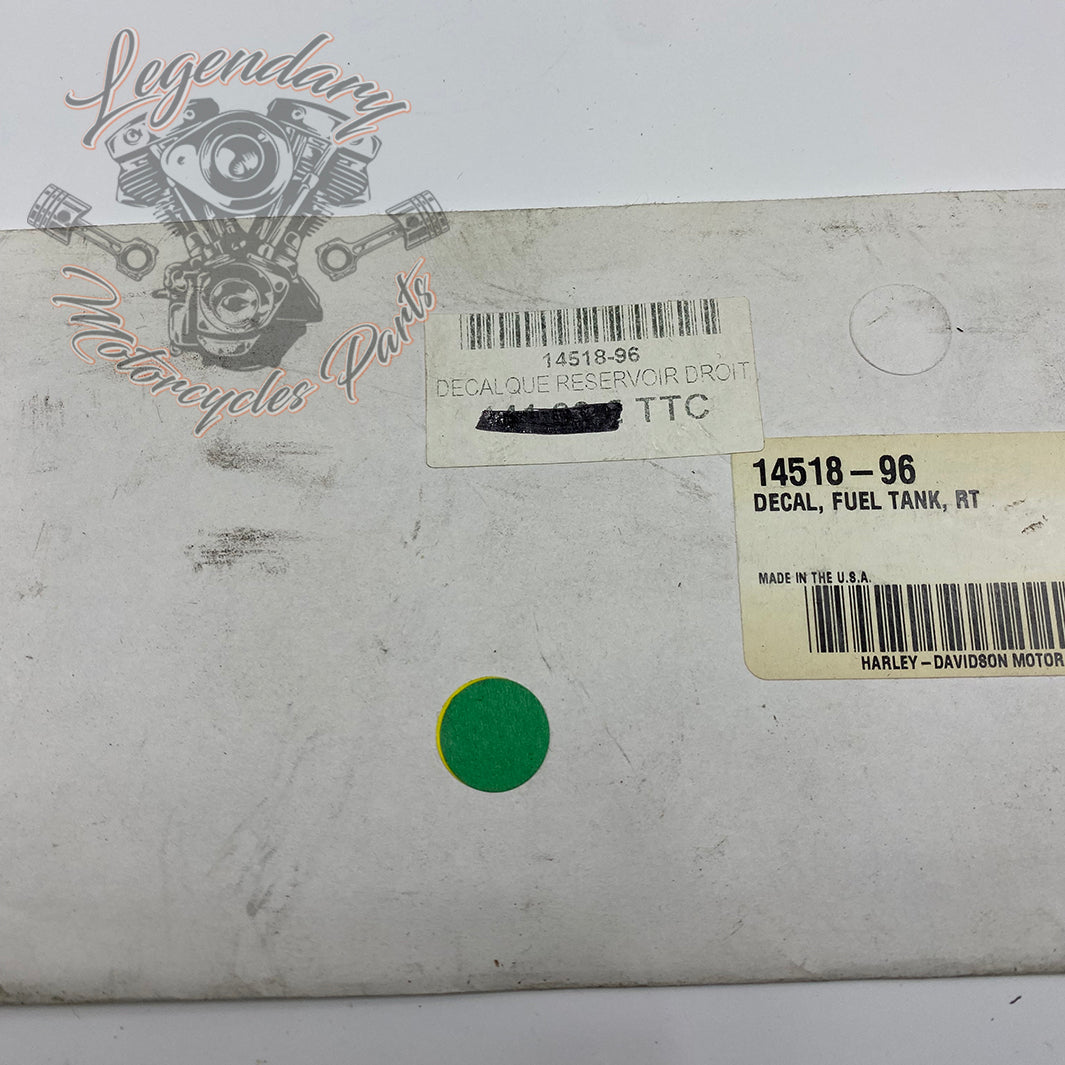 Legendary
Motorcycles Parts
14518-96
DECALQUE RESERVOIR DROIT
TTC
14518-96
DECAL, FUEL TANK, RT
MADE IN THE U.S.A.
HARLEY-DAVIDSON MOTOR